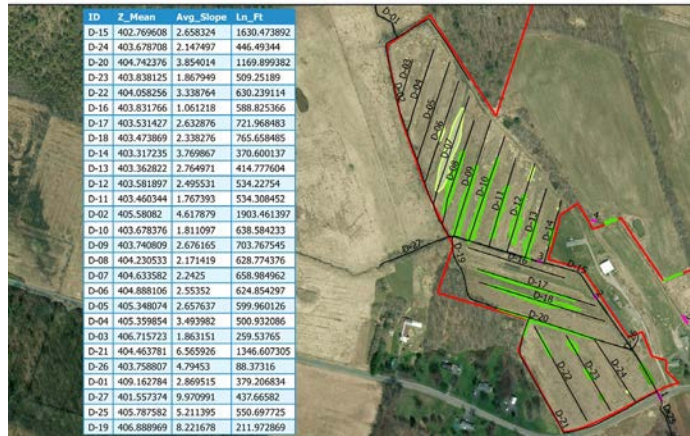 ID Z_Mean Avg_Slope Ln_Ft
D-15 402.769608 2.658324 1630.473892
D-24 403.678708 2.147497 446.49344
D-20 404.742376 3.854014 1169.899382
D-23 403.838125 1.867949 509.25189
D-22 404.058256 3.338764 630.239114
D-16 403.831766 1.061218 588.825366
D-17 403.531427 2.632876 721.968483
D-18 403.473869 2.338276 765.658485
D-14 403.317235 3.769867 370.600137
D-13 403.362822 2.764971 414.777604
D-12 403.581897 2.495531 534.22754
D-11 403.460344 1.767393 534.308452
D-02 405.58082 4.617879 1903.461397
D-10 403.678376 1.811097 638.584233
D-09 403.740809 2.676165 703.767545
D-08 404.230533 2.171419 628.774376
D-07 404.633582 2.2425 658.984962
D-06 404.888106 2.55352 624.854297
D-05 405.348074 2.657637 599.960126
D-04 405.359854 3.493982 500.932086
D-03 406.715723 1.863151 259.53765
D-21 404.463781 6.565926 1346.607305
D-26 403.758807 4.79453 88.37316
D-01 409.162784 2.869515 379.206834
D-27 401.557374 9.970991 437.66582
D-25 405.787582 5.211395 550.697725
D-19 406.888969 8.221678 211.972869
D-01
D-03
D-04
D-02
D-05
D-06
D-07
D-08
D-09
D-10
D-11
D-12
D-13
D-14
D-27
D-19
D-16
3
D-15
D-17
D-18
D-20
D-22
D-23
D-24
D-21
D-25